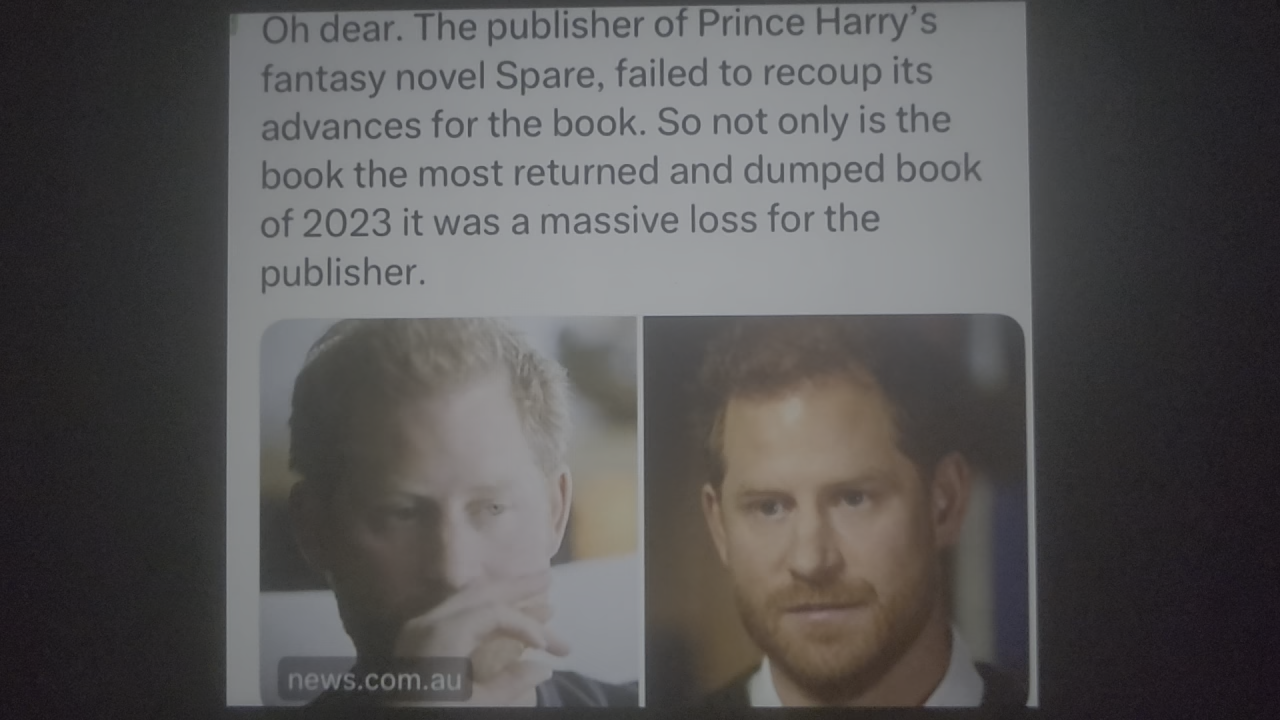 Oh dear. The publisher of Prince Harry’s
fantasy novel Spare, failed to recoup its
advances for the book. So not only is the
book the most returned and dumped book
of 2023 it was a massive loss for the
publisher.
news.com.au